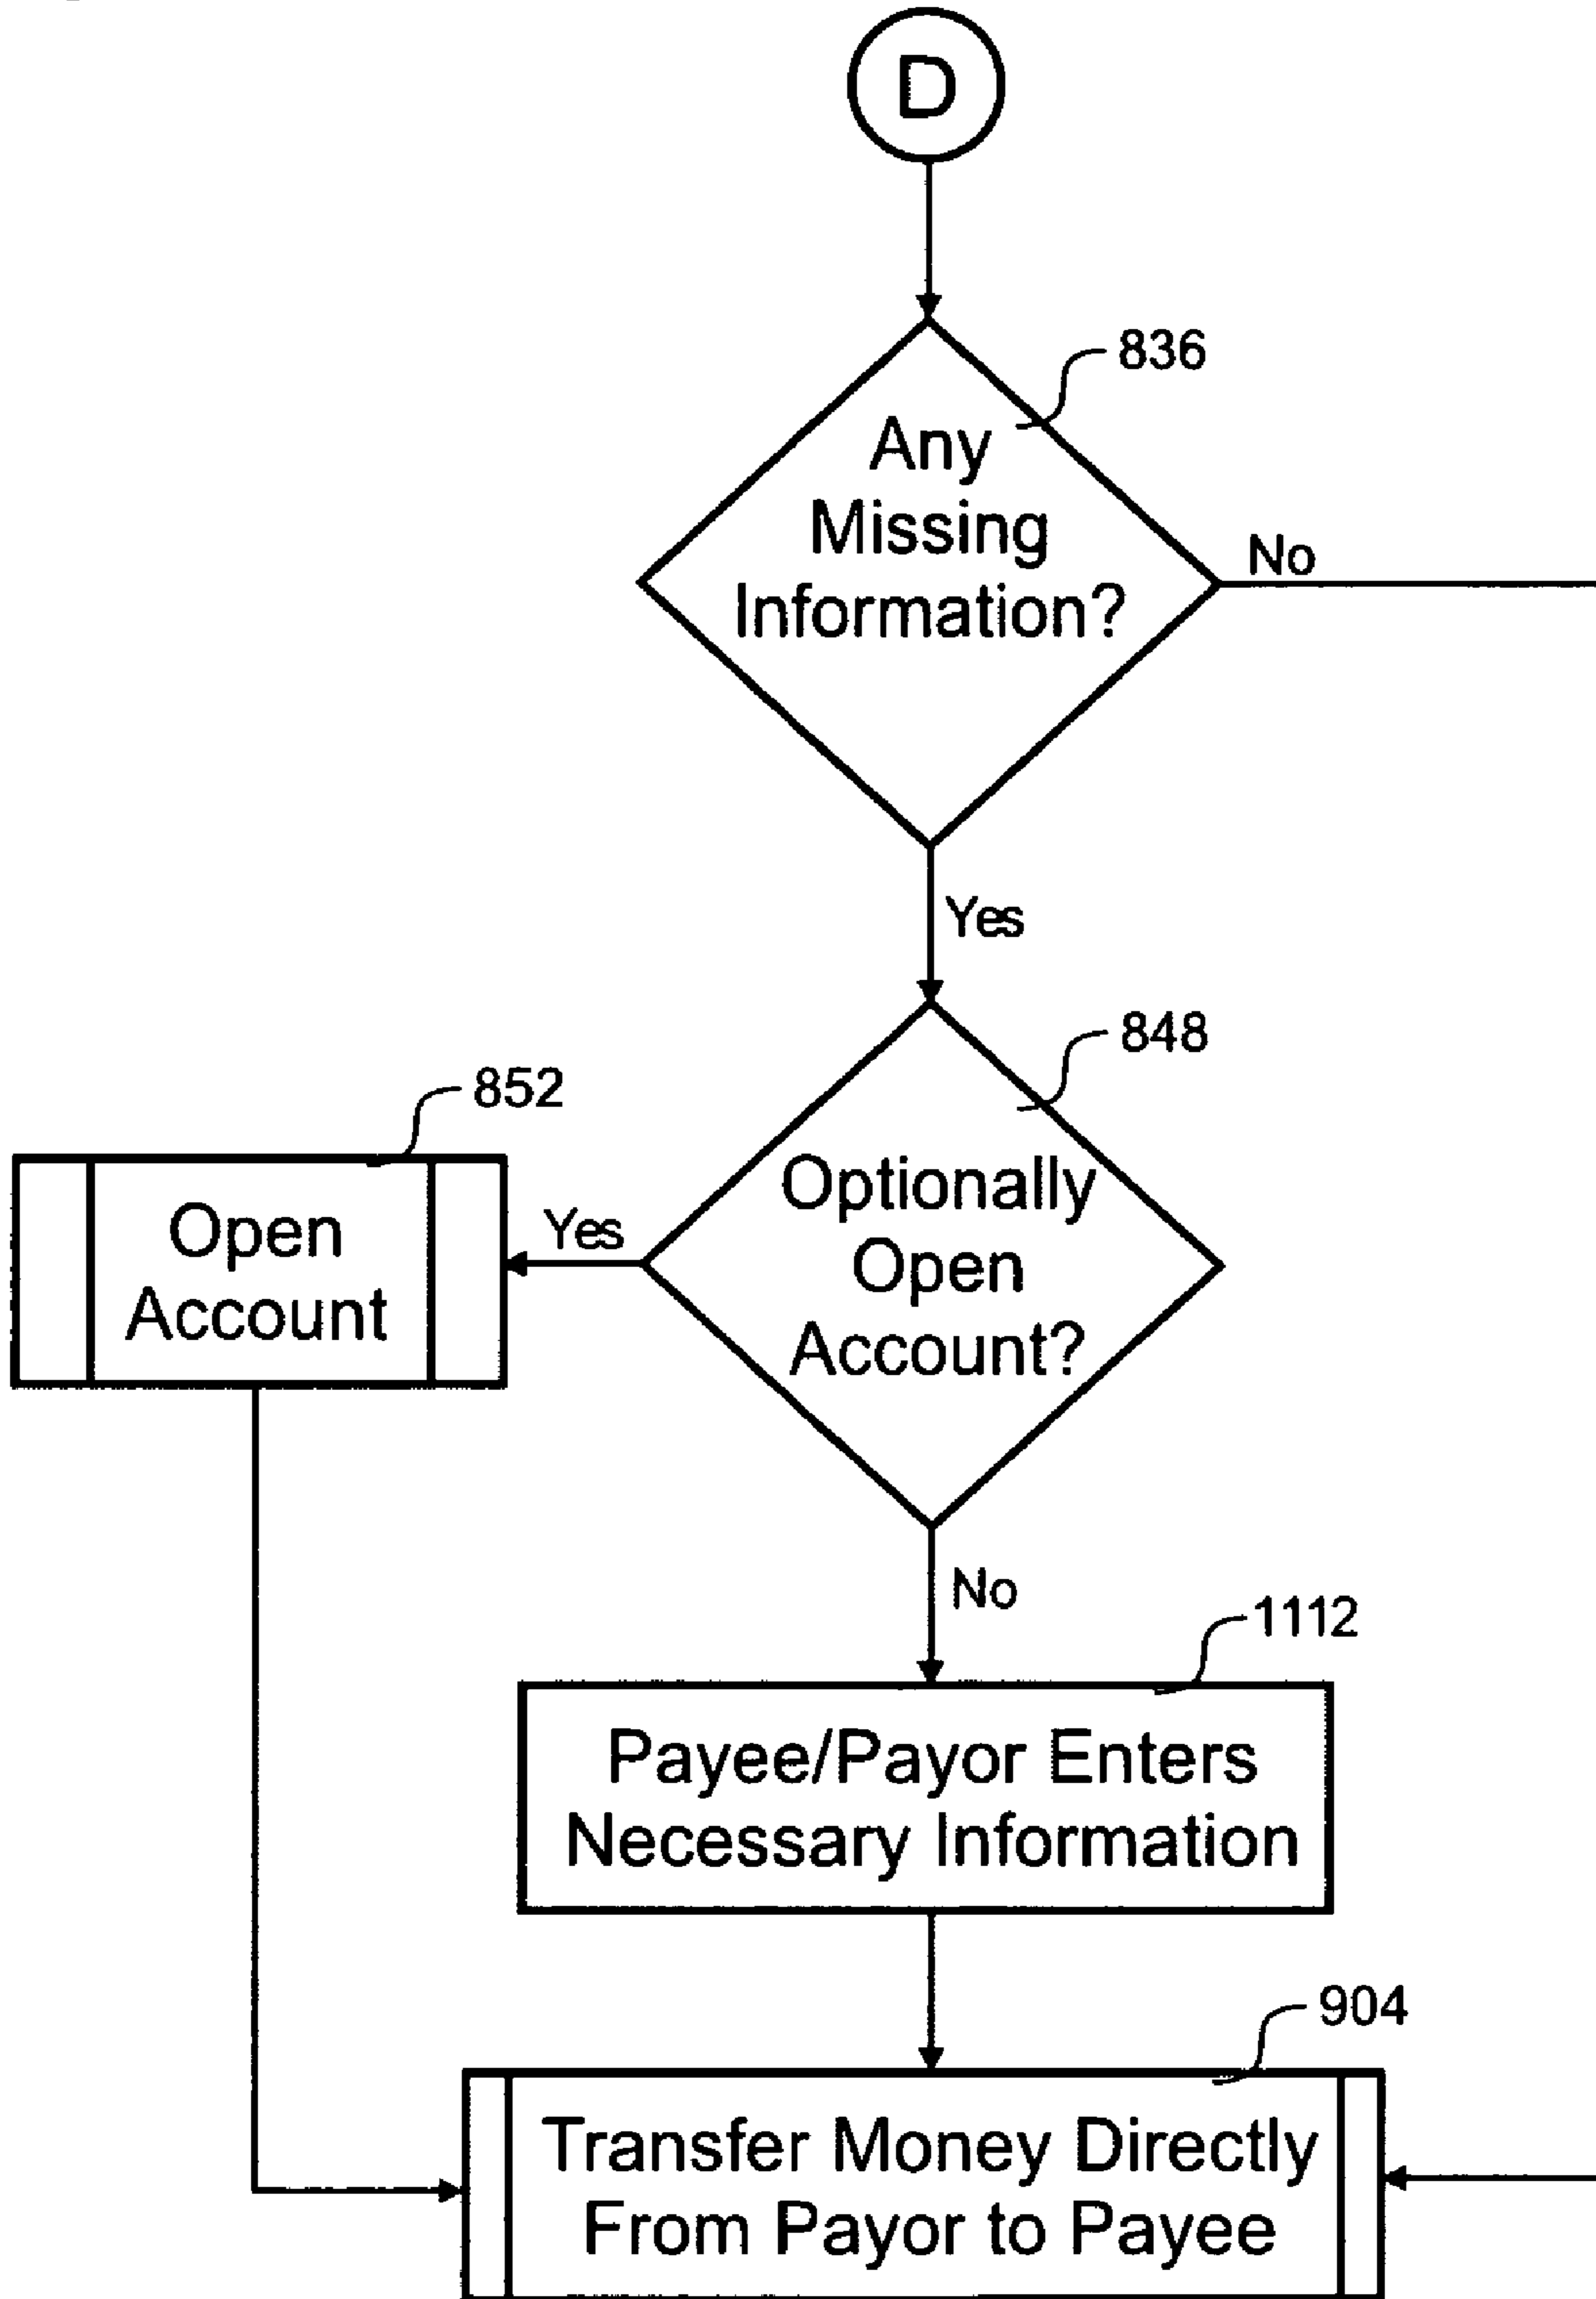 D
836
Any
Missing
Information?
No
Yes
848
852
Optionally
Open
Account?
Yes
Open
Account
No
1112
Payee/Payor Enters
Necessary Information
904
Transfer Money Directly
From Payor to Payee